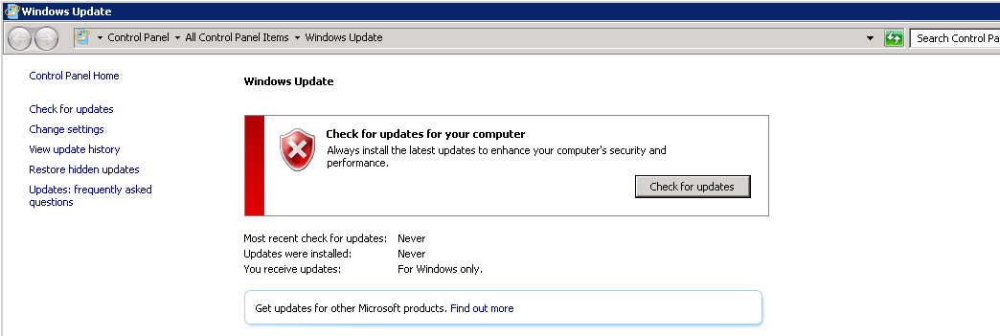 Windows Update
Control Panel All Control Panel Items Windows Update
Search Control Pa
Control Panel Home
Check for updates
Change settings
View update history
Restore hidden updates
Updates: frequently asked
questions
Windows Update
Check for updates for your computer
Always install the latest updates to enhance your computer's security and
performance.
Check for updates
Most recent check for updates: Never
Updates were installed: Never
You receive updates: For Windows only.
Get updates for other Microsoft products. Find out more